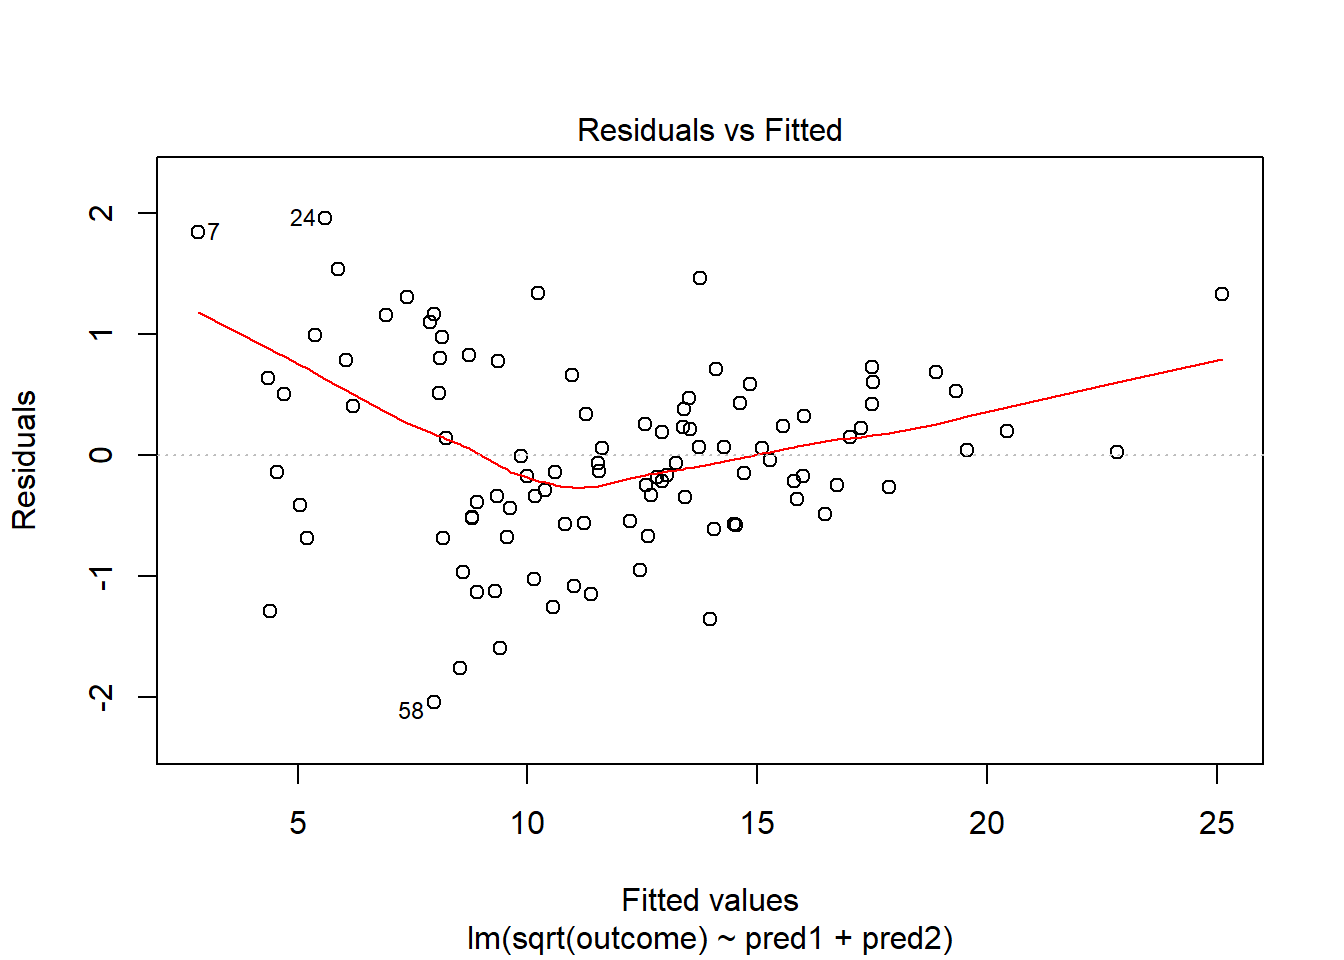 Residuals vs Fitted
Residuals
2
1
0
-1
-2
24
7
58
5 10 15 20 25
Fitted values
lm(sqrt(outcome) ~ pred1 + pred2)